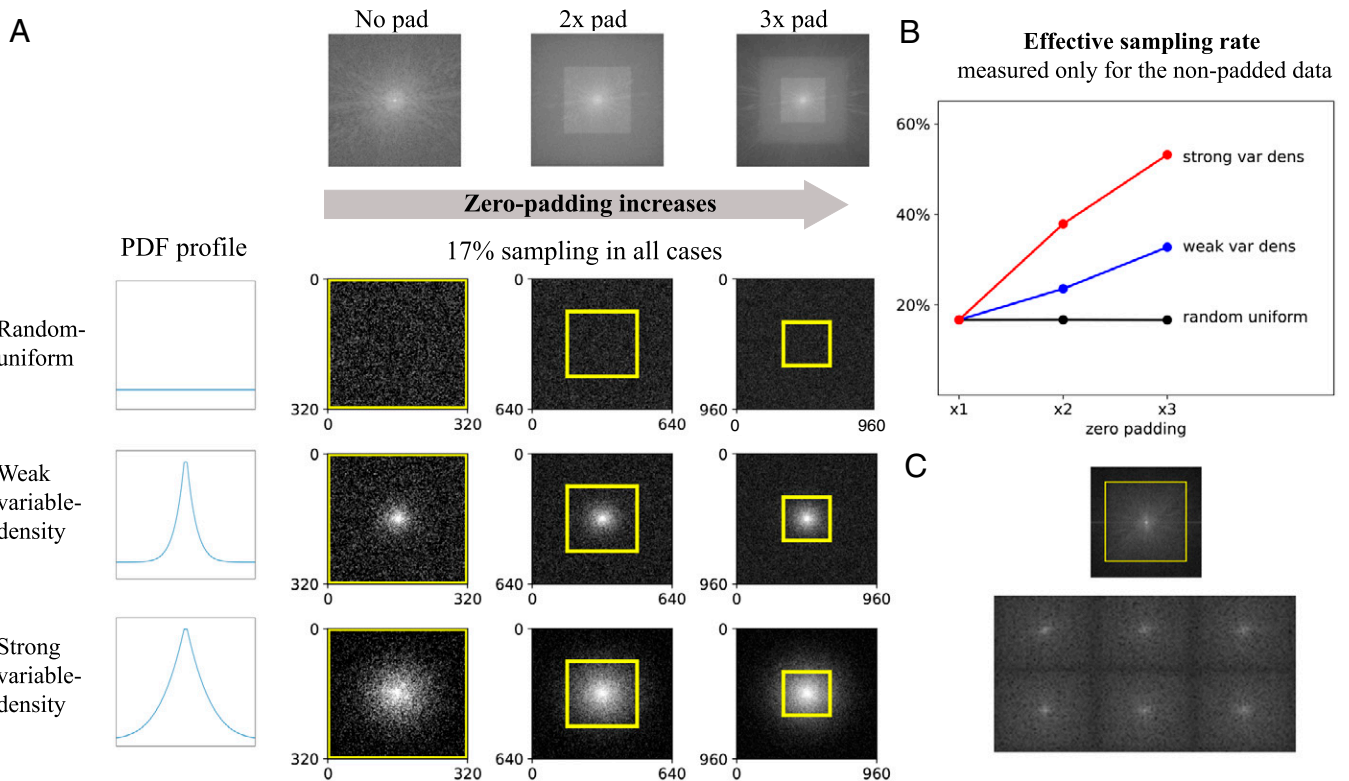 A
No pad
2x pad
3x pad
Zero-padding increases
PDF profile
17% sampling in all cases
Random-
uniform
0
320
0
320
0
640
0
640
0
960
0
960
Weak
variable-
density
0
320
0
320
0
640
0
640
0
960
0
960
Strong
variable-
density
0
320
0
320
0
640
0
640
0
960
0
960
B
Effective sampling rate
measured only for the non-padded data
60%
40%
20%
strong var dens
weak var dens
random uniform
x1
x2
x3
zero padding
C